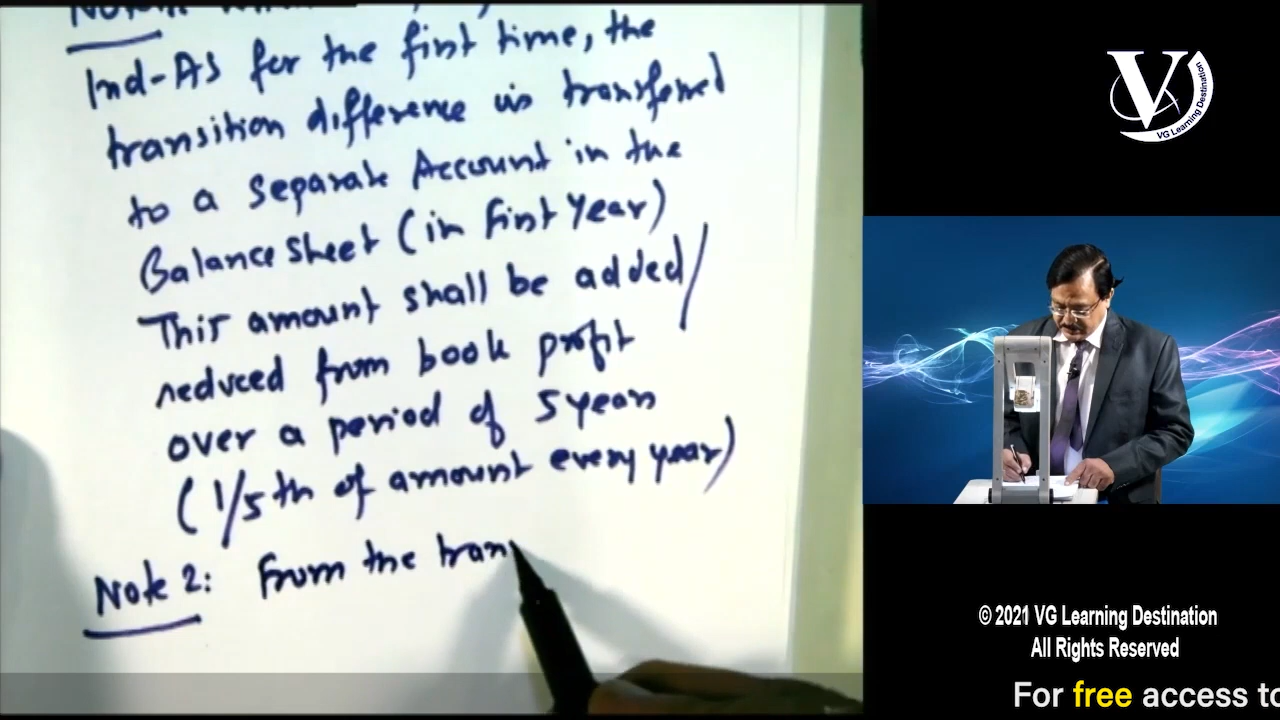 Ind-AS for the first time, the
transition difference is transferred
to a separate Account in the
Balance sheet (in first year)
This amount shall be added/
reduced from book profit
over a period of 5 years
(1/5th of amount every year)
Note 2: From the tran
V
VG Learning Destination
© 2021 VG Learning Destination
All Rights Reserved
For free access to